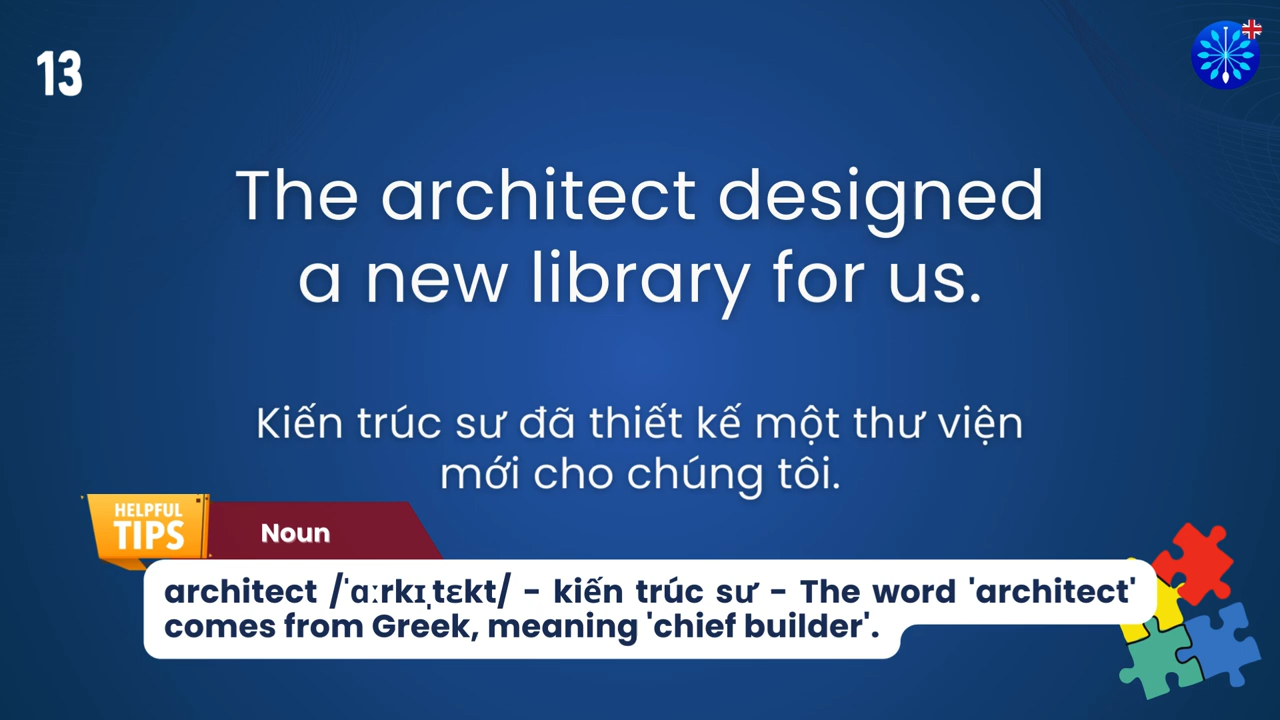 13
The architect designed
a new library for us.
Kiến trúc sư đã thiết kế một thư viện
mới cho chúng tôi.
HELPFUL
TIPS
Noun
architect /ˈɑːrkɪˌtɛkt/ - kiến trúc sư - The word 'architect'
comes from Greek, meaning 'chief builder'.